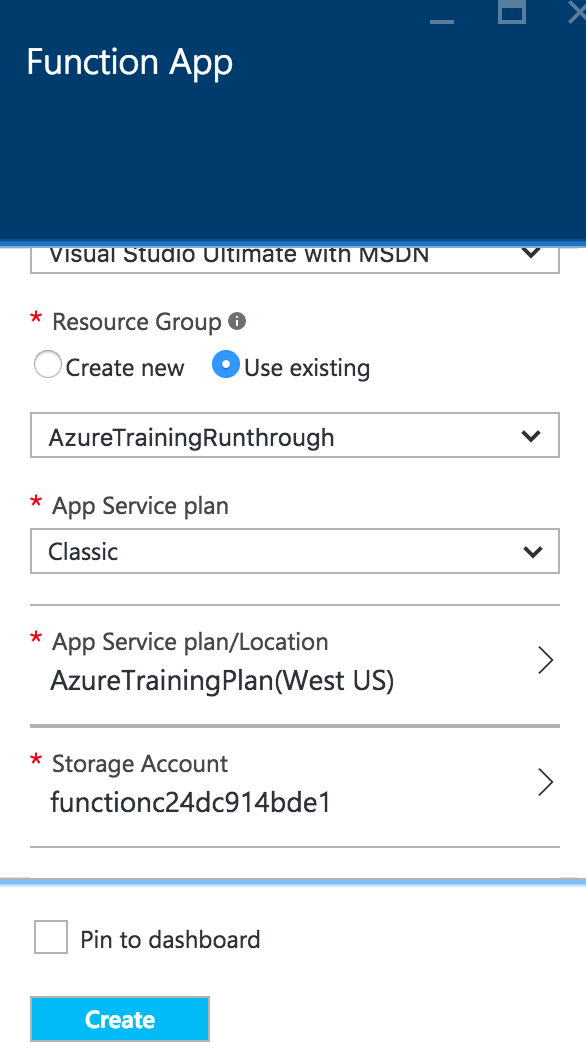 Function App
Visual Studio Ultimate with MSDN
* Resource Group
Create new Use existing
AzureTrainingRunthrough
* App Service plan
Classic
* App Service plan/Location
AzureTrainingPlan(West US)
* Storage Account
functionc24dc914bde1
Pin to dashboard
Create